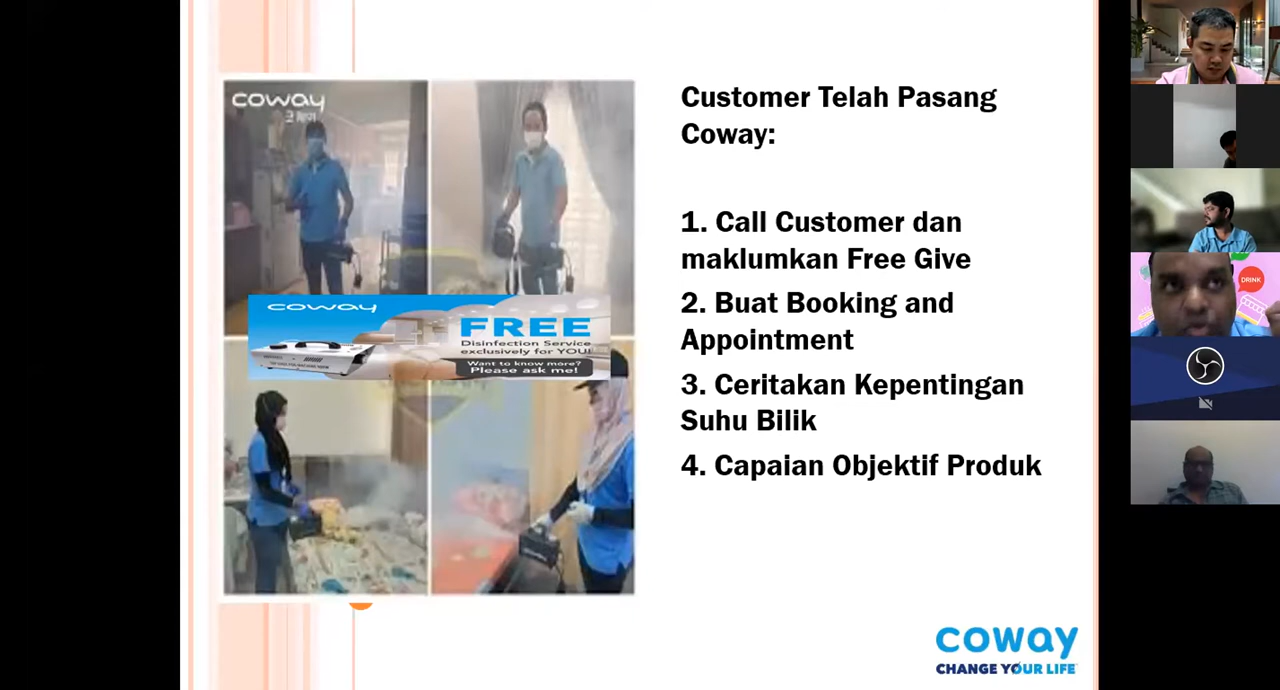 coway
Customer Telah Pasang
Coway:
1. Call Customer dan
maklumkan Free Give
2. Buat Booking and
Appointment
3. Ceritakan Kepentingan
Suhu Bilik
4. Capaian Objektif Produk
coway
FREE
Disinfection Service
exclusively for YOU!
Want to know more?
Please ask me!
DRINK
coway
CHANGE YOUR LIFE